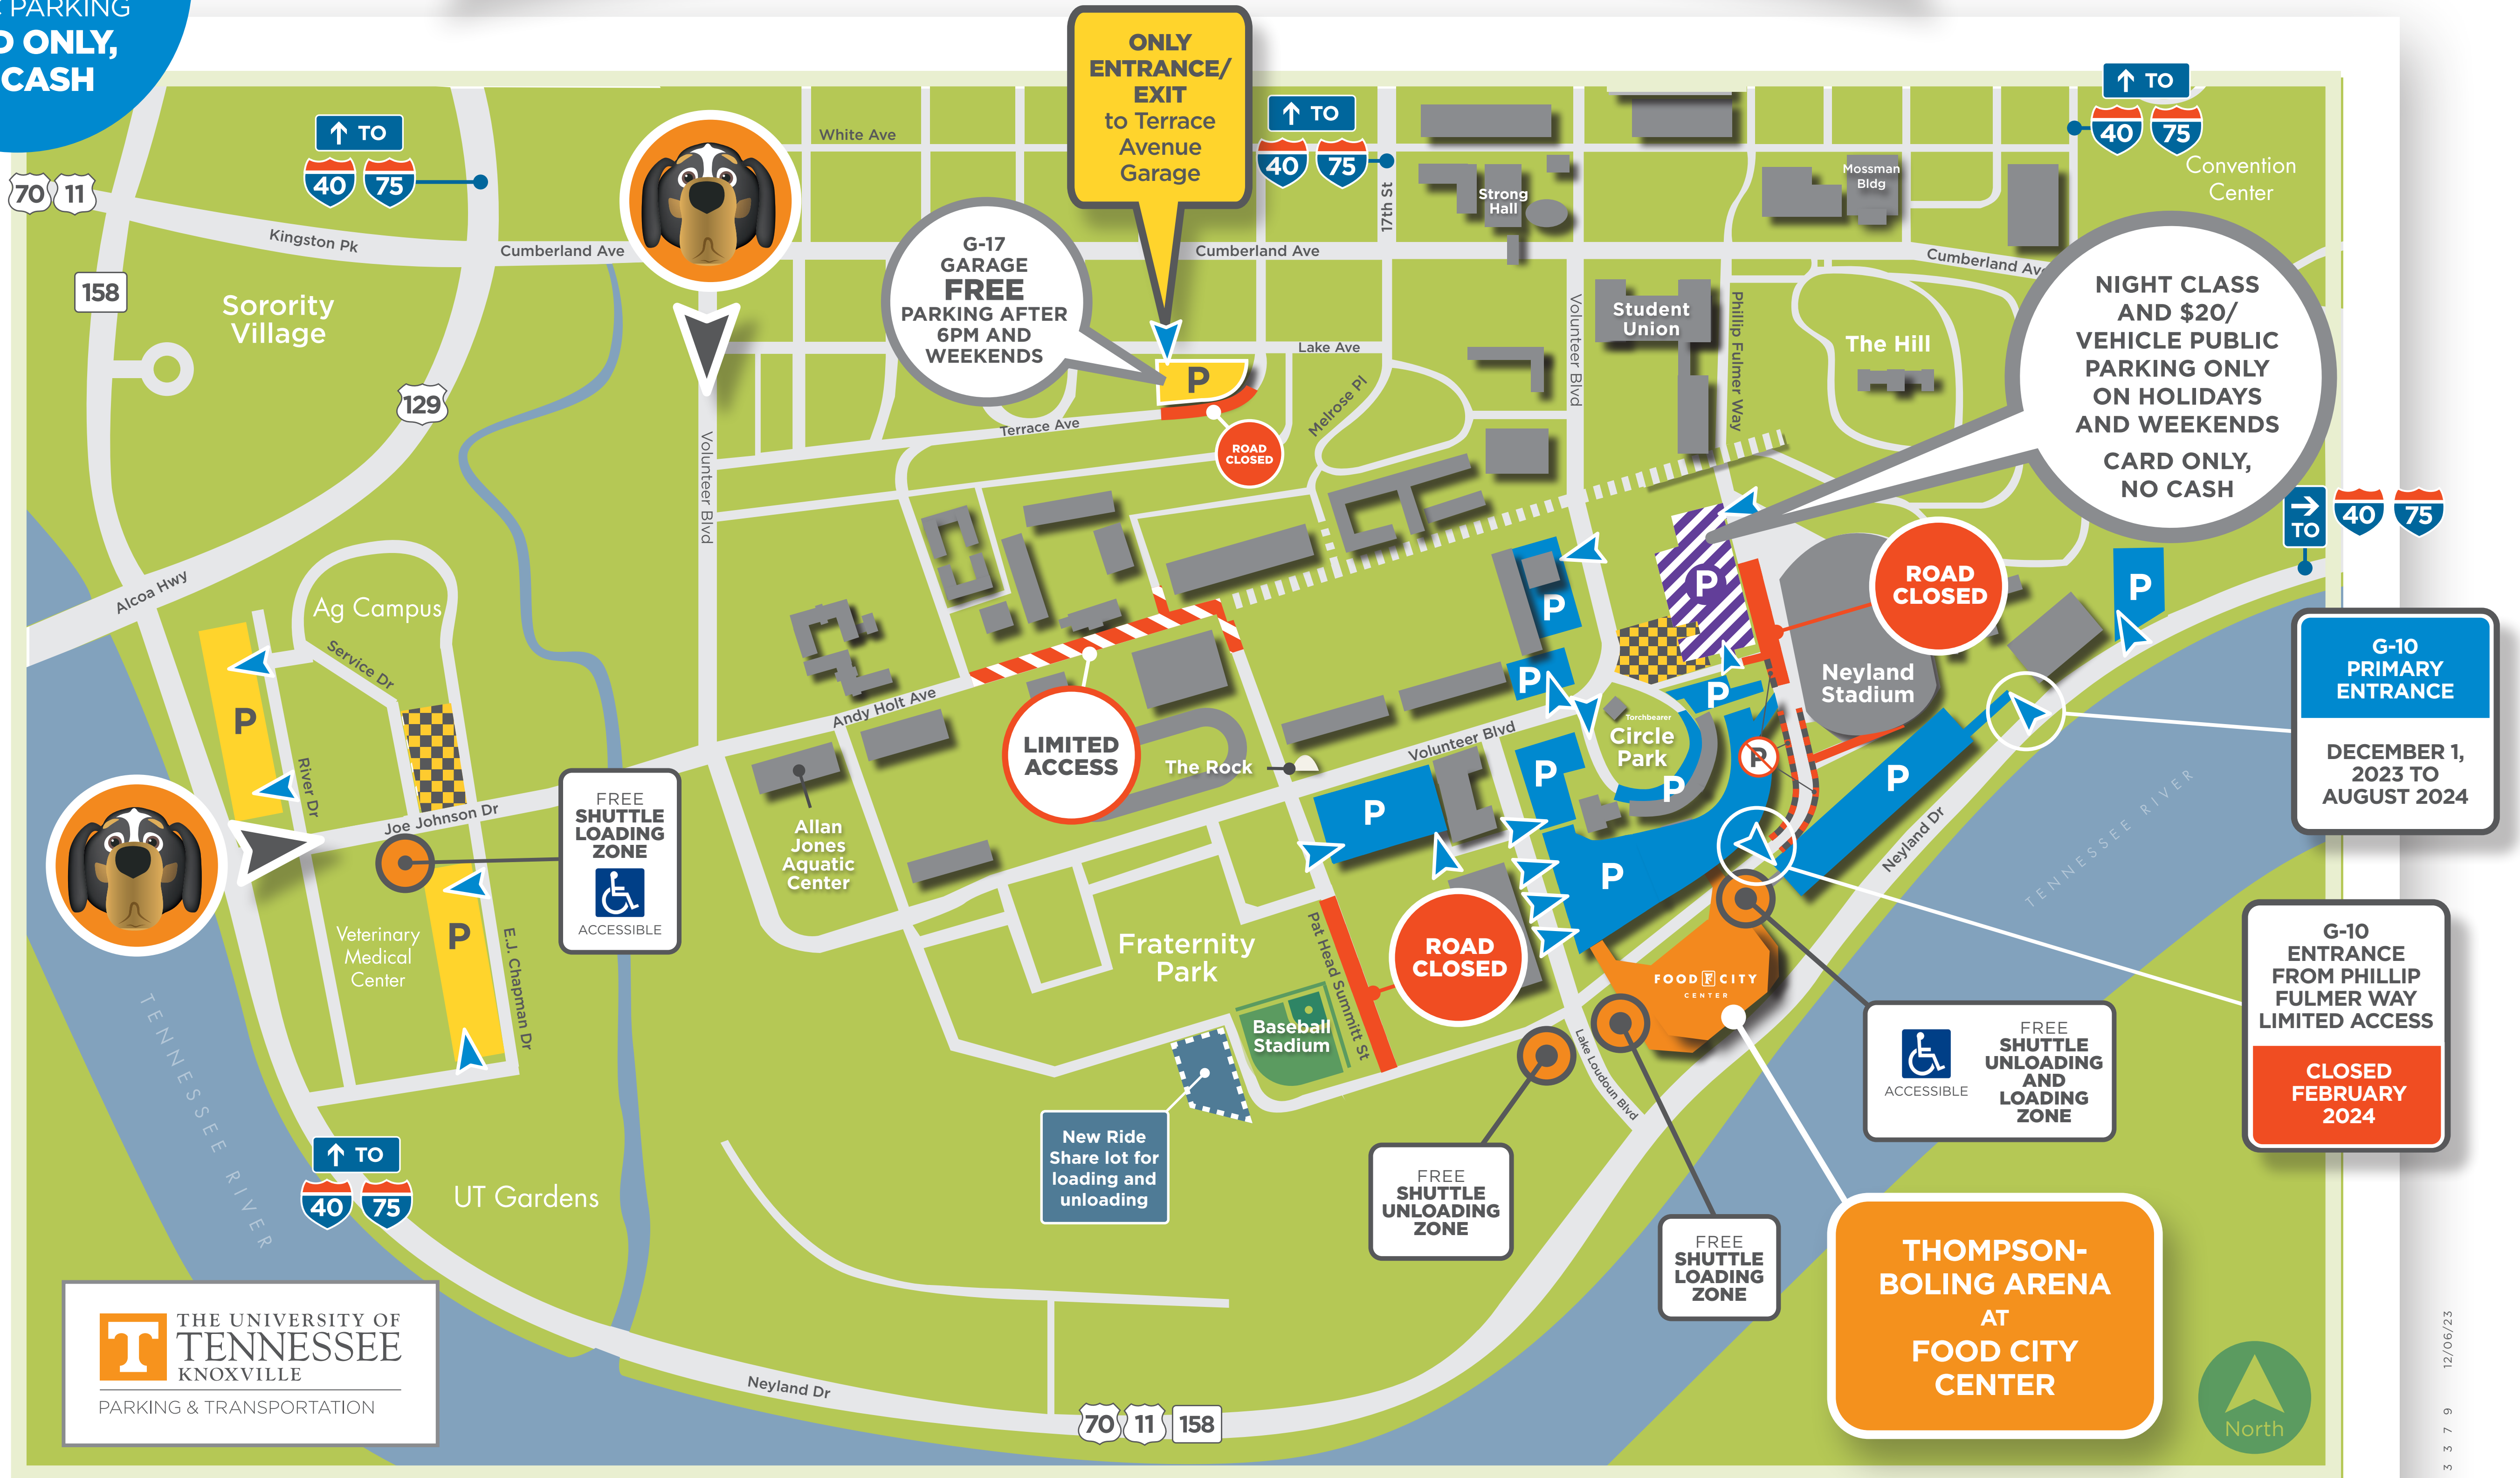 PARKING
ONLY,
CASH
ONLY
ENTRANCE/
EXIT
to Terrace
Avenue
Garage
↑ TO
40 75
↑ TO
40 75
↑ TO
40 75
Convention
Center
White Ave
17th St
Strong
Hall
Mossman
Bldg
70 11
Kingston Pk
Cumberland Ave
Cumberland Ave
Cumberland Av
158
Sorority
Village
129
G-17
GARAGE
FREE
PARKING AFTER
6PM AND
WEEKENDS
Lake Ave
P
Terrace Ave
Melrose Pl
ROAD
CLOSED
Volunteer Blvd
Volunteer Blvd
Student
Union
Phillip Fulmer Way
The Hill
NIGHT CLASS
AND $20/
VEHICLE PUBLIC
PARKING ONLY
ON HOLIDAYS
AND WEEKENDS
CARD ONLY,
NO CASH
→
TO
40 75
Alcoa Hwy
Ag Campus
Service Dr
P
River Dr
Joe Johnson Dr
FREE
SHUTTLE
LOADING
ZONE
ACCESSIBLE
Veterinary
Medical
Center
P
E.J. Chapman Dr
TENNESSEE RIVER
Andy Holt Ave
LIMITED
ACCESS
Allan
Jones
Aquatic
Center
The Rock
Volunteer Blvd
P
P
P
P
ROAD
CLOSED
Neyland
Stadium
P
Torchbearer
Circle
Park
P
P
P
P
P
P
P
G-10
PRIMARY
ENTRANCE
DECEMBER 1,
2023 TO
AUGUST 2024
Neyland Dr
TENNESSEE RIVER
G-10
ENTRANCE
FROM PHILLIP
FULMER WAY
LIMITED ACCESS
CLOSED
FEBRUARY
2024
Fraternity
Park
Pat Head Summitt St
ROAD
CLOSED
FOOD CITY
CENTER
Baseball
Stadium
Lake Loudoun Blvd
ACCESSIBLE
FREE
SHUTTLE
UNLOADING
AND
LOADING
ZONE
New Ride
Share lot for
loading and
unloading
FREE
SHUTTLE
UNLOADING
ZONE
FREE
SHUTTLE
LOADING
ZONE
THOMPSON-
BOLING ARENA
AT
FOOD CITY
CENTER
↑ TO
40 75
UT Gardens
T
THE UNIVERSITY OF
TENNESSEE
KNOXVILLE
PARKING & TRANSPORTATION
Neyland Dr
70 11 158
North
3 3 7 9 12/06/23